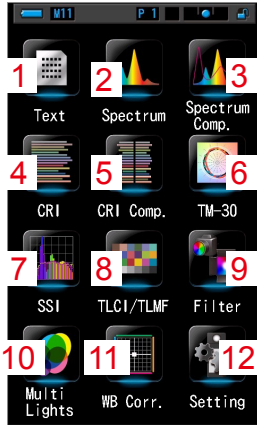 M11 P 1
1 2 3
Text Spectrum Spectrum
Comp.
4 5 6
CRI CRI Comp. TM-30
7 8 9
SSI TLCI/TLMF Filter
10 11 12
Multi
Lights WB Corr. Setting